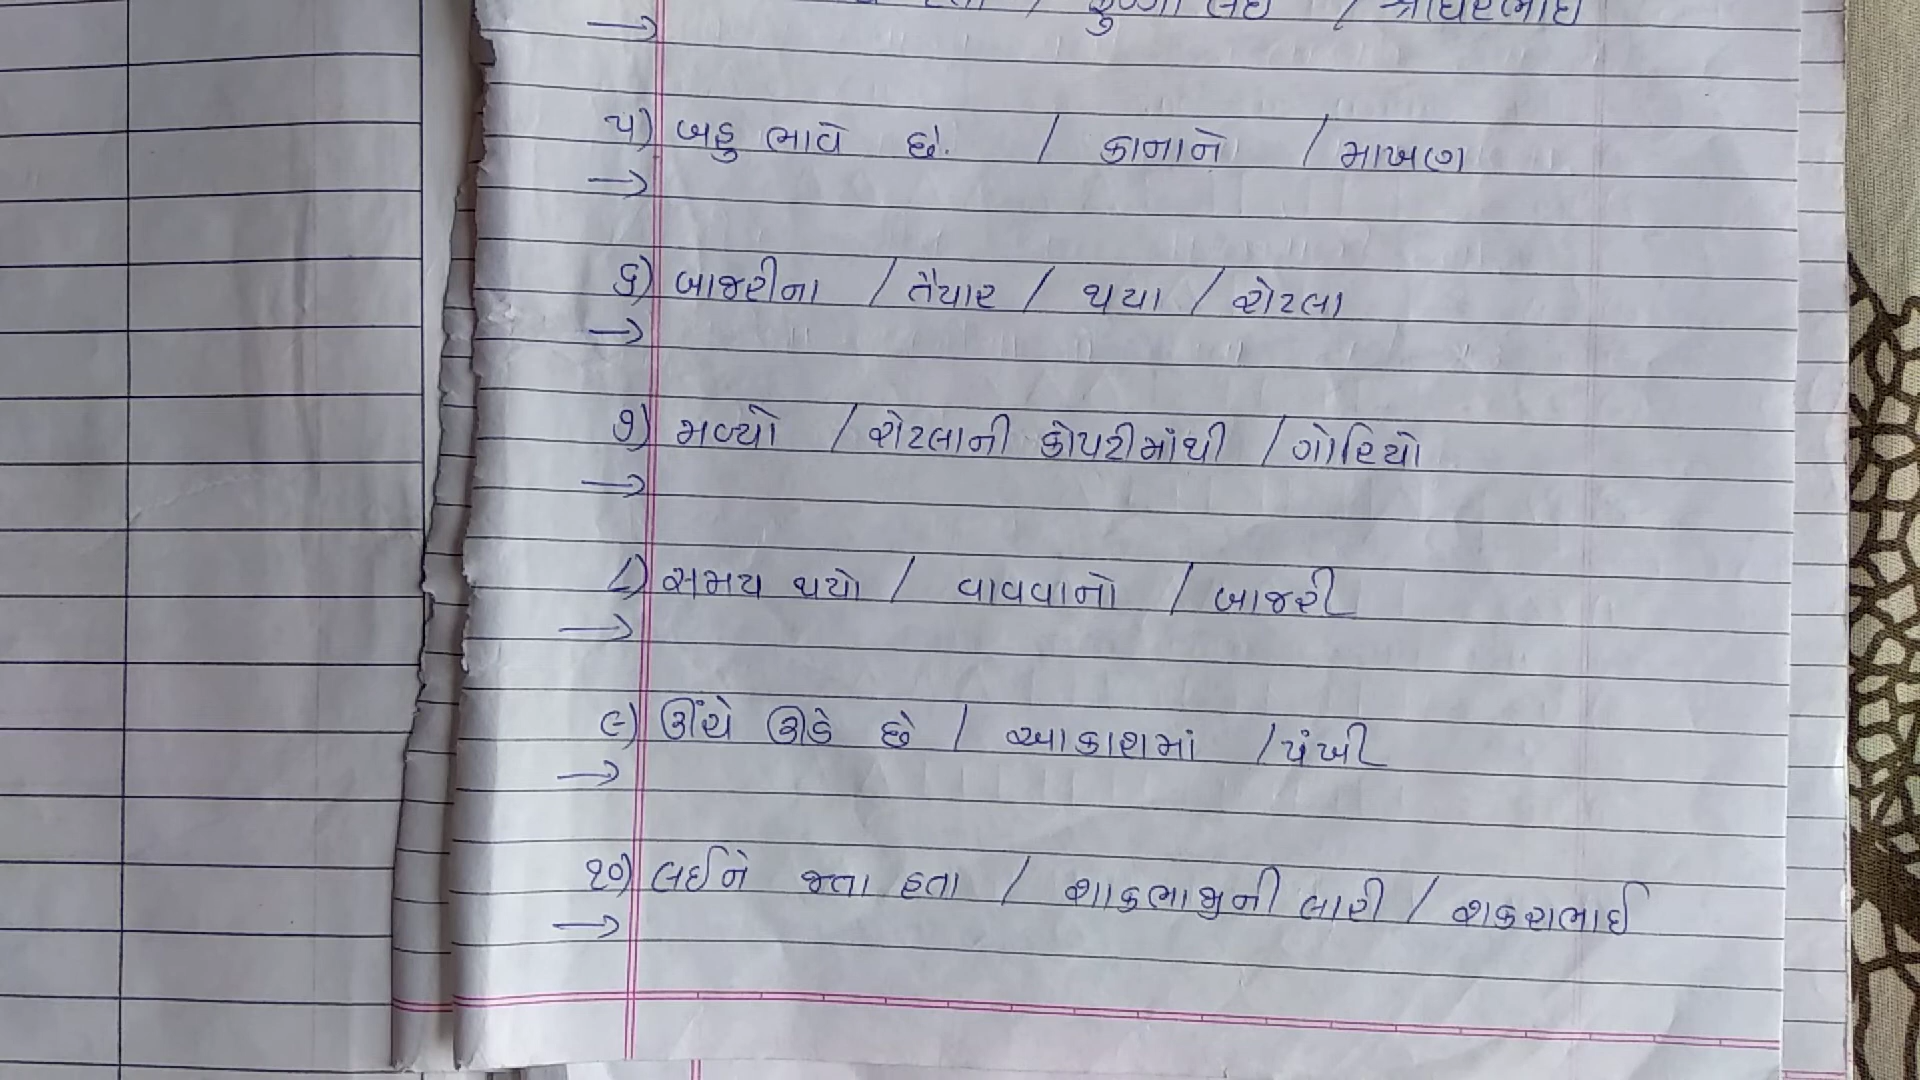 →
૫) બહુ ભાવે છે. / કાનાને / માખણ
→
૬) બાજરીના / તૈયાર / થયા / રોટલા
→
૭) મળ્યો / રોટલાની કોપરીમાંથી / ગોટિયો
→
૮) સમય થયો / વાવવાનો / બાજરી
→
૯) ઊંચે ઊડે છે / આકાશમાં / પંખી
→
૧૦) લઈને જતા હતા / શાકભાજીની લારી / શકરાભાઈ
→